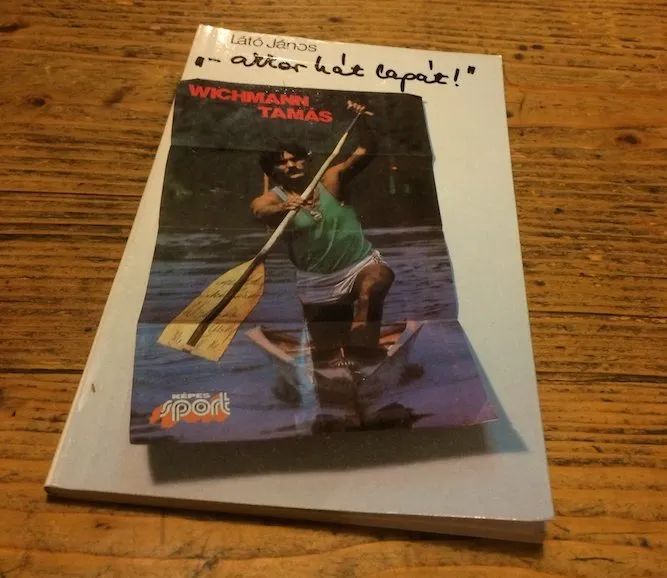 Látó János
"- akkor hát lapát!"
WICHMANN
TAMÁS
KÉPES
sport